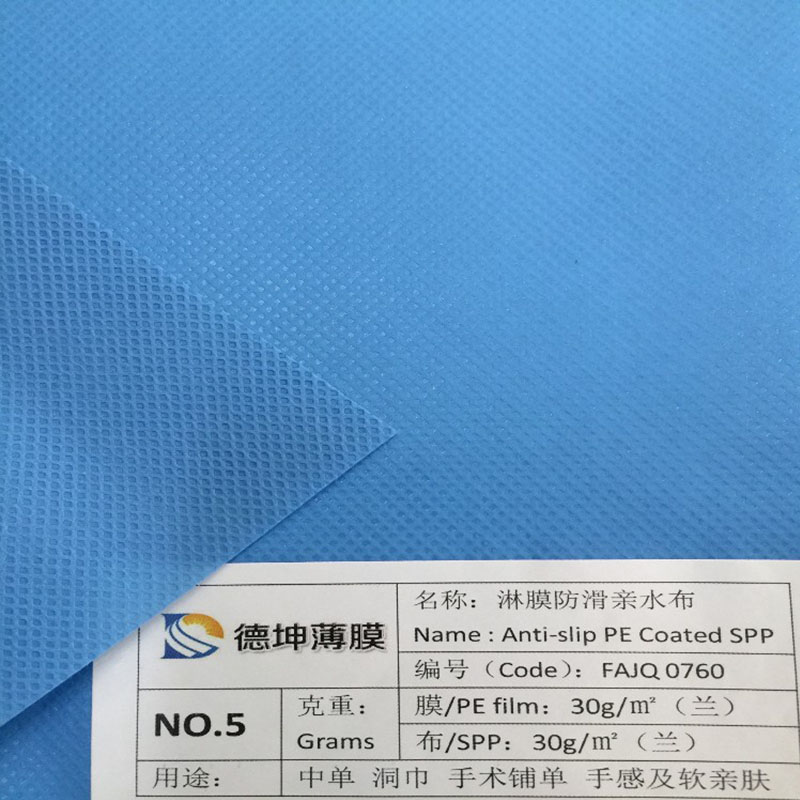 德坤薄膜
名称：淋膜防滑亲水布
Name : Anti-slip PE Coated SPP
编号（Code）：FAJQ 0760
NO.5
克重：
Grams
膜/PE film：30g/㎡（兰）
布/SPP：30g/㎡（兰）
用途： 中单 洞巾 手术铺单 手感及软亲肤